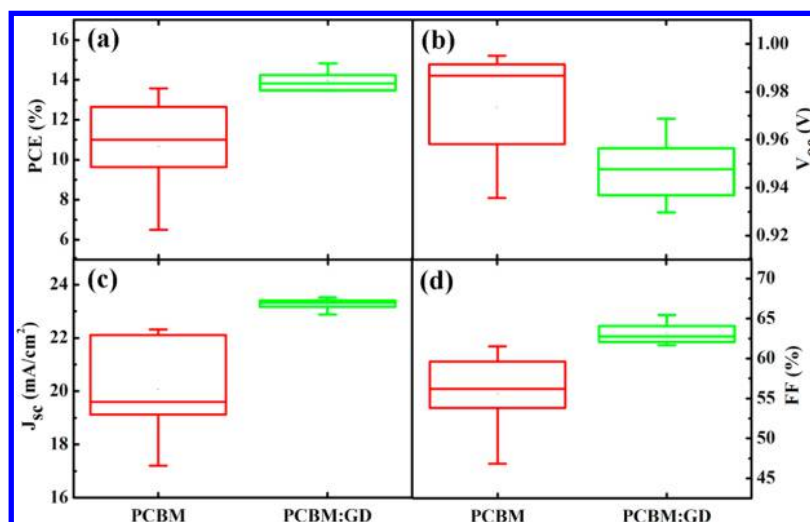 (a)
PCE (%)
16
14
12
10
8
6
(b)
1.00
0.98
0.96
0.94
0.92
V_oc (V)
(c)
J_sc (mA/cm²)
24
22
20
18
16
(d)
70
65
60
55
50
45
FF (%)
PCBM PCBM:GD PCBM PCBM:GD